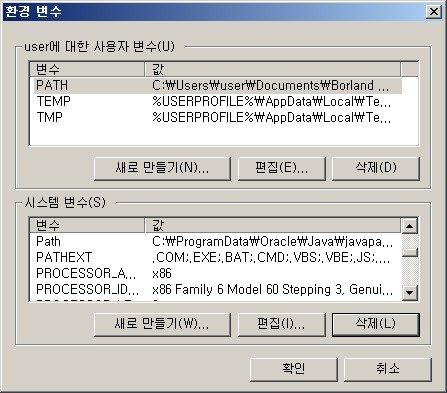 환경 변수
user에 대한 사용자 변수(U)
변수 값
PATH C:₩Users₩user₩Documents₩Borland ...
TEMP %USERPROFILE%₩AppData₩Local₩Te...
TMP %USERPROFILE%₩AppData₩Local₩Te...
새로 만들기(N)... 편집(E)... 삭제(D)
시스템 변수(S)
변수 값
Path C:₩ProgramData₩Oracle₩Java₩javapa...
PATHEXT .COM;.EXE;.BAT;.CMD;.VBS;.VBE;.JS;....
PROCESSOR_A... x86
PROCESSOR_ID... x86 Family 6 Model 60 Stepping 3, Genui...
새로 만들기(W)... 편집(I)... 삭제(L)
확인 취소